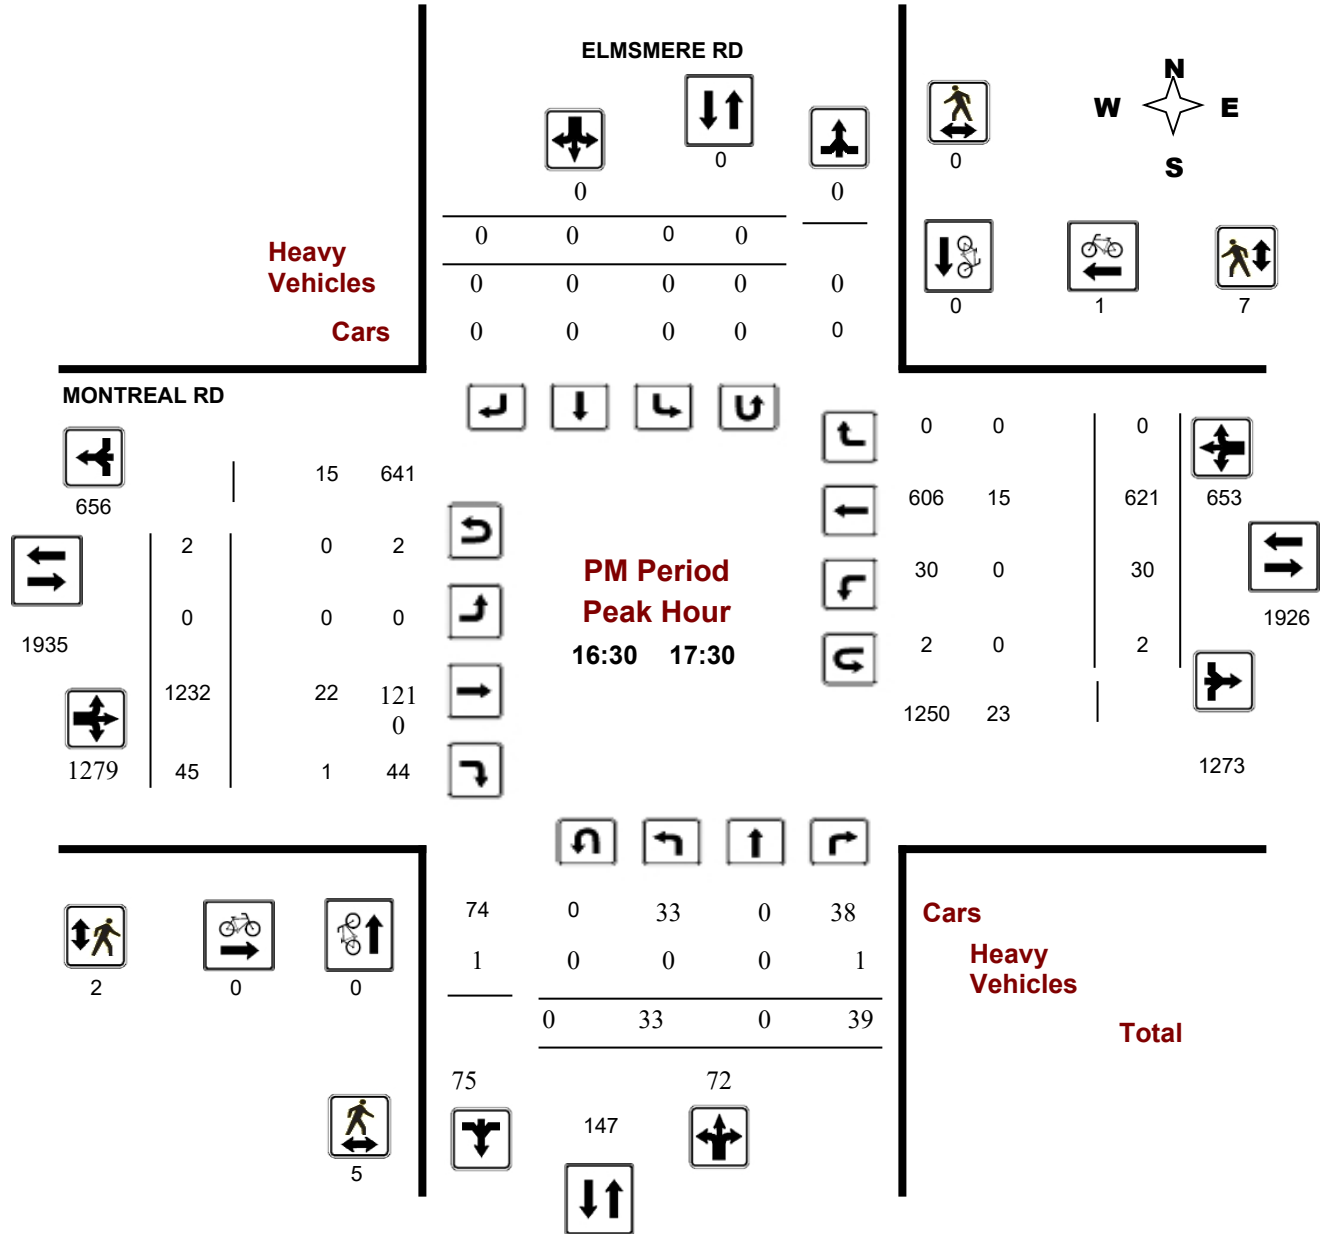 ELMSMERE RD
N
W E
S
0
0
0 0
0 0 0 0
Heavy
Vehicles
0 0 0 0 0
0 1 7
Cars
0 0 0 0 0
MONTREAL RD
0 0 0
15 641
656
606 15 621 653
2 0 2
PM Period
30 0 30
Peak Hour
0 0 0
1926
1935
16:30 17:30
2 0 2
1232 22 121
0
1250 23
1279 45 1 44
1273
74 0 33 0 38
Cars
1 0 0 0 1
Heavy
Vehicles
2 0 0
0 33 0 39
Total
75 72
147
5